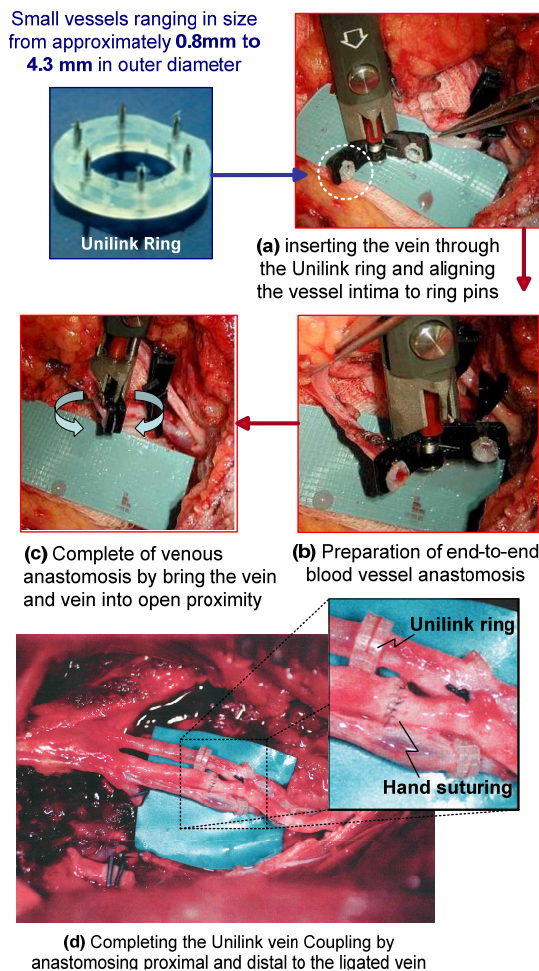 Small vessels ranging in size
from approximately 0.8mm to
4.3 mm in outer diameter
Unilink Ring
(a) inserting the vein through
the Unilink ring and aligning
the vessel intima to ring pins
(b) Preparation of end-to-end
blood vessel anastomosis
(c) Complete of venous
anastomosis by bring the vein
and vein into open proximity
Unilink ring
Hand suturing
(d) Completing the Unilink vein Coupling by
anastomosing proximal and distal to the ligated vein